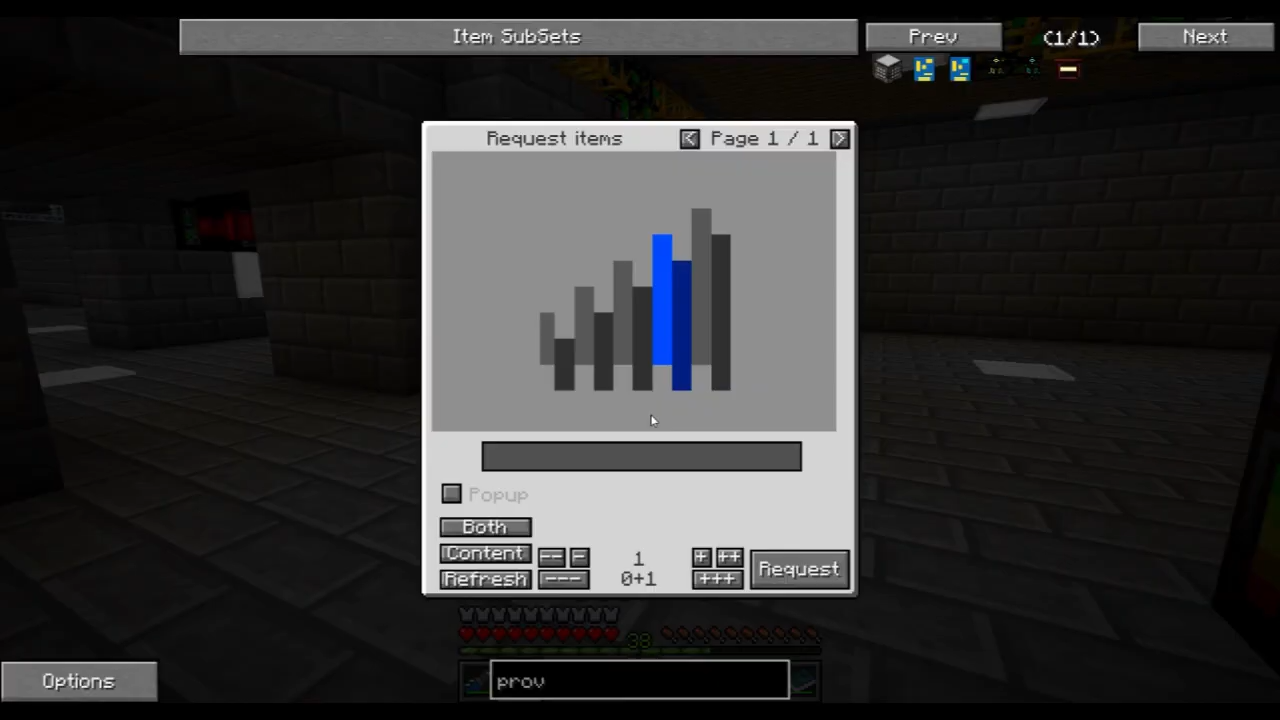 Item SubSets
Prev
(1/1)
Next
Request items
Page 1 / 1
Popup
Both
Content
-- -
1
+ ++
Refresh
---
0+1
+++
Request
38
Options
prov